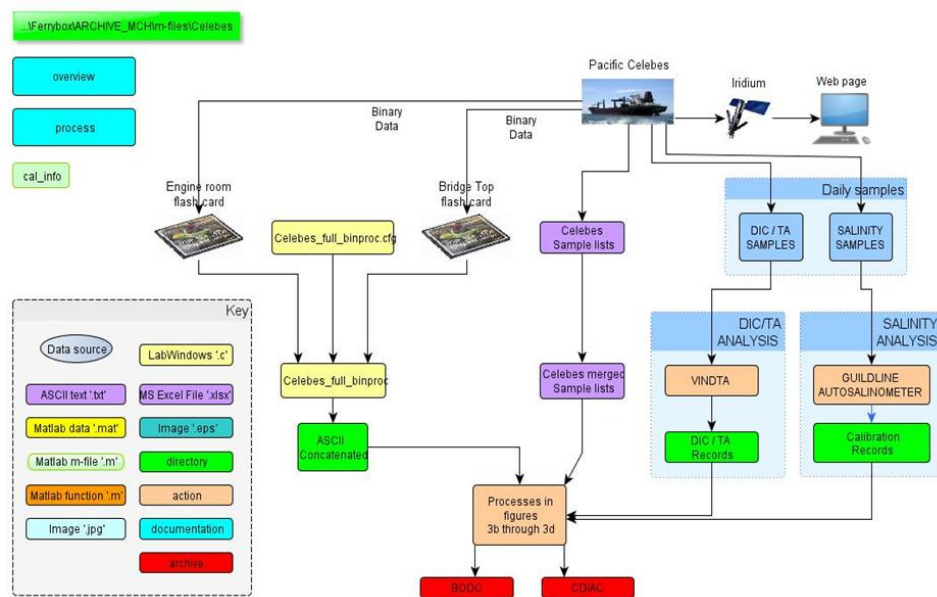 ...\Ferrybox\ARCHIVE_MCH\m-files\Celebes
overview
process
cal_info
Pacific Celebes
Iridium
Web page
Binary
Data
Binary
Data
Engine room
flash card
Bridge Top
flash card
Celebes_full_binproc.cfg
Celebes
Sample lists
Daily samples
DIC / TA
SAMPLES
SALINITY
SAMPLES
Key
Data source
LabWindows '.c'
ASCII text '.txt'
MS Excel File '.xlsx'
Matlab data '.mat'
Image '.eps'
Matlab m-file '.m'
directory
Matlab function '.m'
action
Image '.jpg'
documentation
archive
Celebes_full_binproc
ASCII
Concatenated
Celebes merged
Sample lists
DIC/TA
ANALYSIS
VINDTA
DIC / TA
Records
SALINITY
ANALYSIS
GUILDLINE
AUTOSALINOMETER
Calibration
Records
Processes in
figures
3b through 3d
BODC
CDIAC